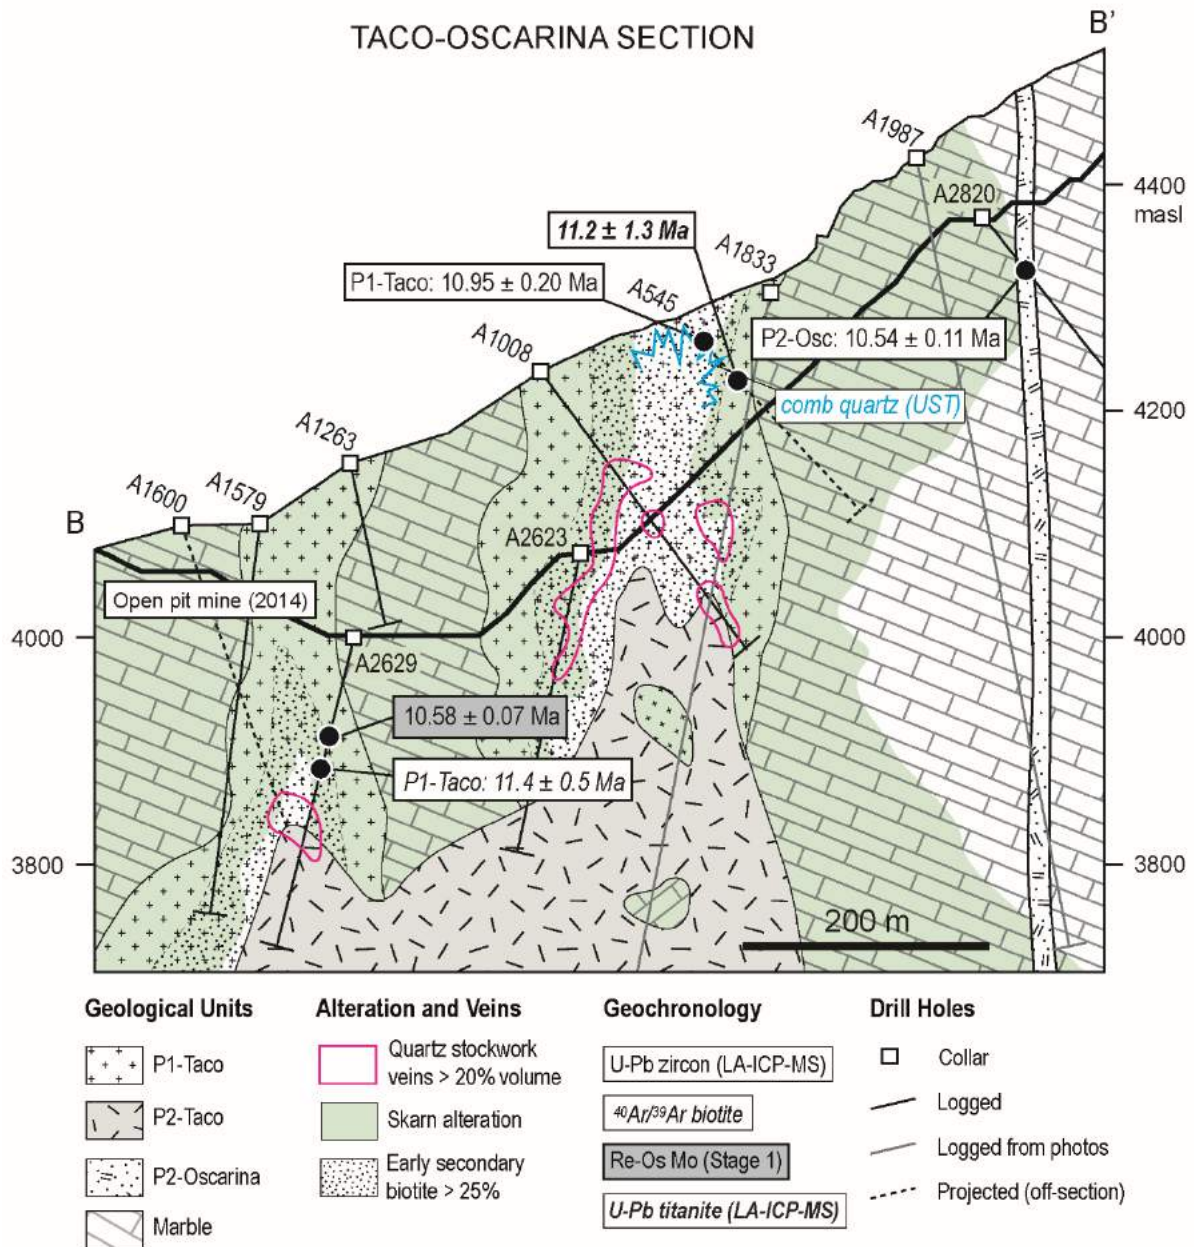 TACO-OSCARINA SECTION
B'
A1987
A2820
4400
masl
11.2 ± 1.3 Ma
A1833
P1-Taco: 10.95 ± 0.20 Ma
A545
A1008
P2-Osc: 10.54 ± 0.11 Ma
comb quartz (UST)
4200
A1263
A1579
A1600
B
A2623
Open pit mine (2014)
4000
4000
A2629
10.58 ± 0.07 Ma
P1-Taco: 11.4 ± 0.5 Ma
3800
3800
200 m
Geological Units
P1-Taco
P2-Taco
P2-Oscarina
Marble
Alteration and Veins
Quartz stockwork
veins > 20% volume
Skarn alteration
Early secondary
biotite > 25%
Geochronology
U-Pb zircon (LA-ICP-MS)
⁴⁰Ar/³⁹Ar biotite
Re-Os Mo (Stage 1)
U-Pb titanite (LA-ICP-MS)
Drill Holes
Collar
Logged
Logged from photos
Projected (off-section)